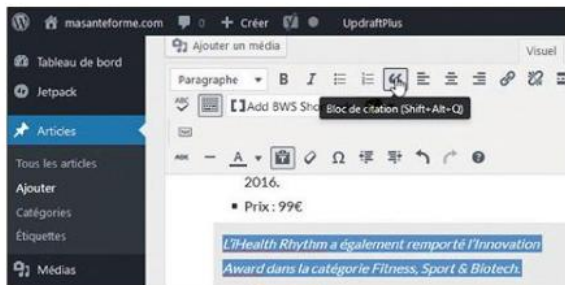 masanteforme.com 0 + Créer UpdraftPlus
Tableau de bord
Jetpack
Articles
Tous les articles
Ajouter
Catégories
Étiquettes
Médias
Ajouter un média
Visuel
Paragraphe B I
Add BWS Sho
Bloc de citation (Shift+Alt+Q)
ABC — A Ω
2016.
▪ Prix : 99€
L'iHealth Rhythm a également remporté l'Innovation
Award dans la catégorie Fitness, Sport & Biotech.